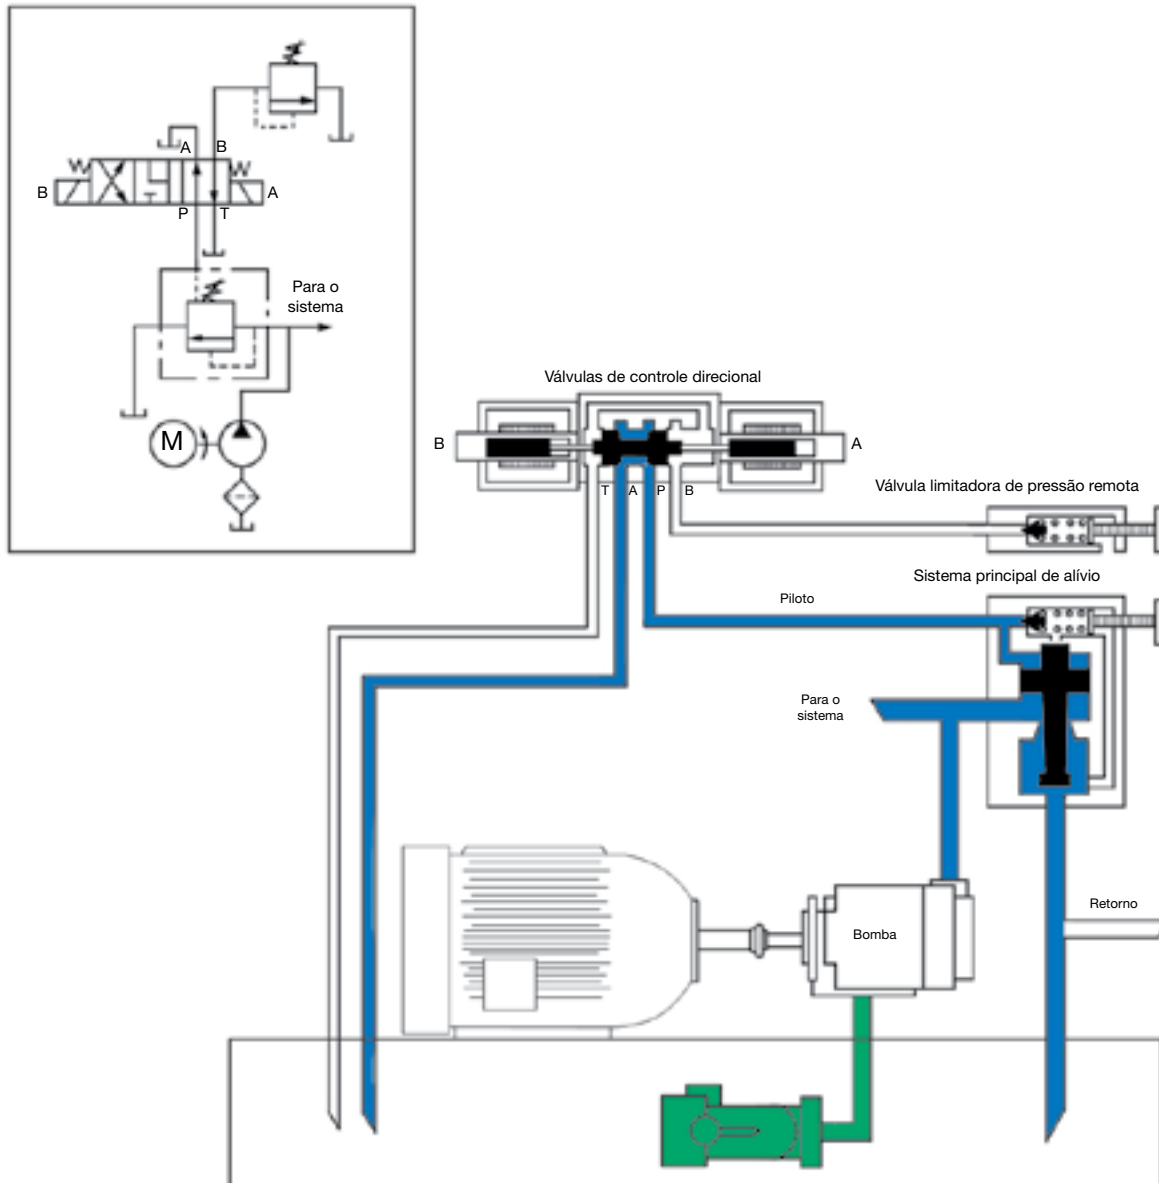 A B
B A
P T
Para o
sistema
M
Válvulas de controle direcional
B A
T A P B
Válvula limitadora de pressão remota
Sistema principal de alívio
Piloto
Para o
sistema
Retorno
Bomba